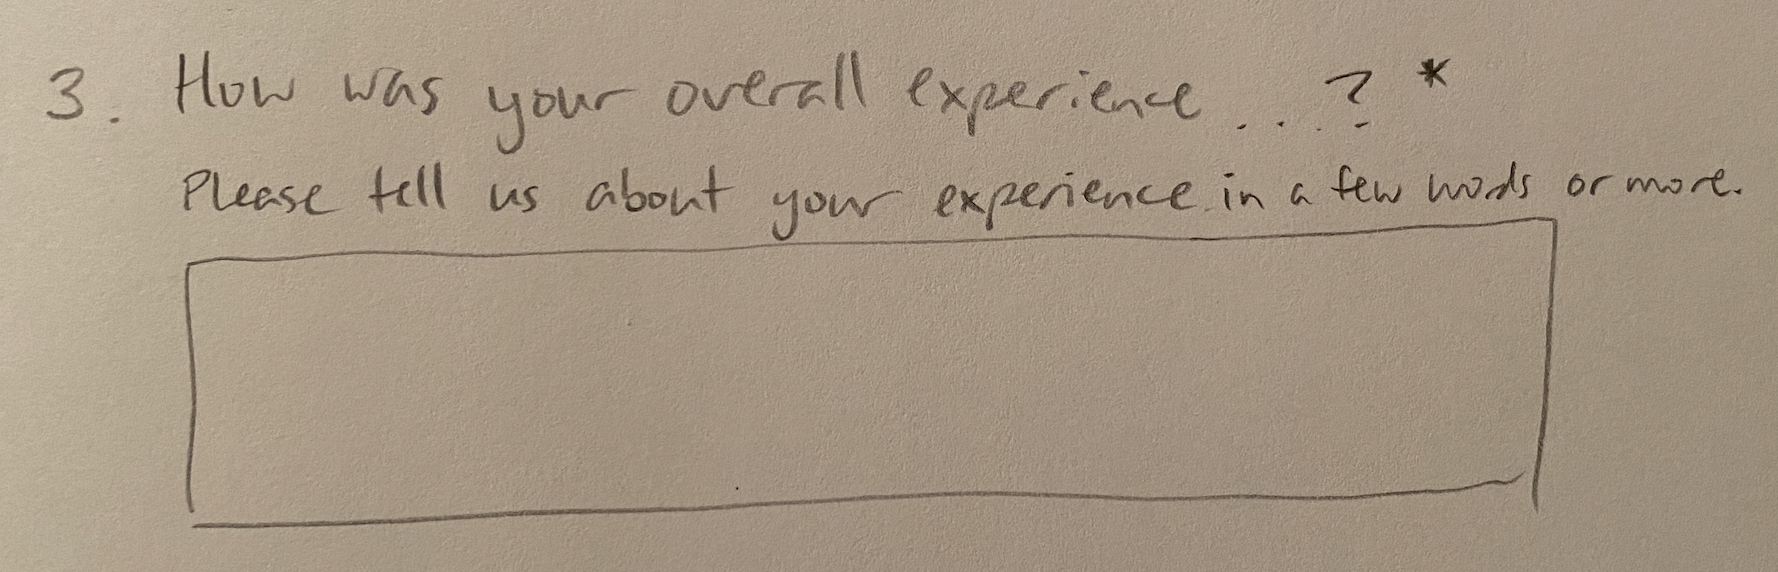 3. How was your overall experience ...? *
Please tell us about your experience in a few words or more.